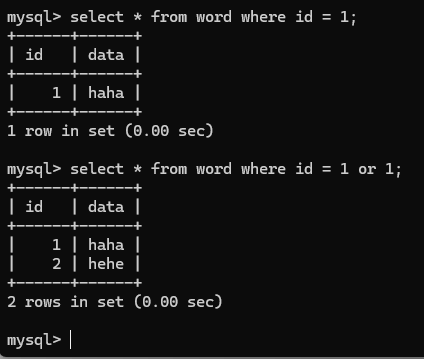 mysql> select * from word where id = 1;
+------+------+
| id   | data |
+------+------+
|    1 | haha |
+------+------+
1 row in set (0.00 sec)
mysql> select * from word where id = 1 or 1;
+------+------+
| id   | data |
+------+------+
|    1 | haha |
|    2 | hehe |
+------+------+
2 rows in set (0.00 sec)
mysql>